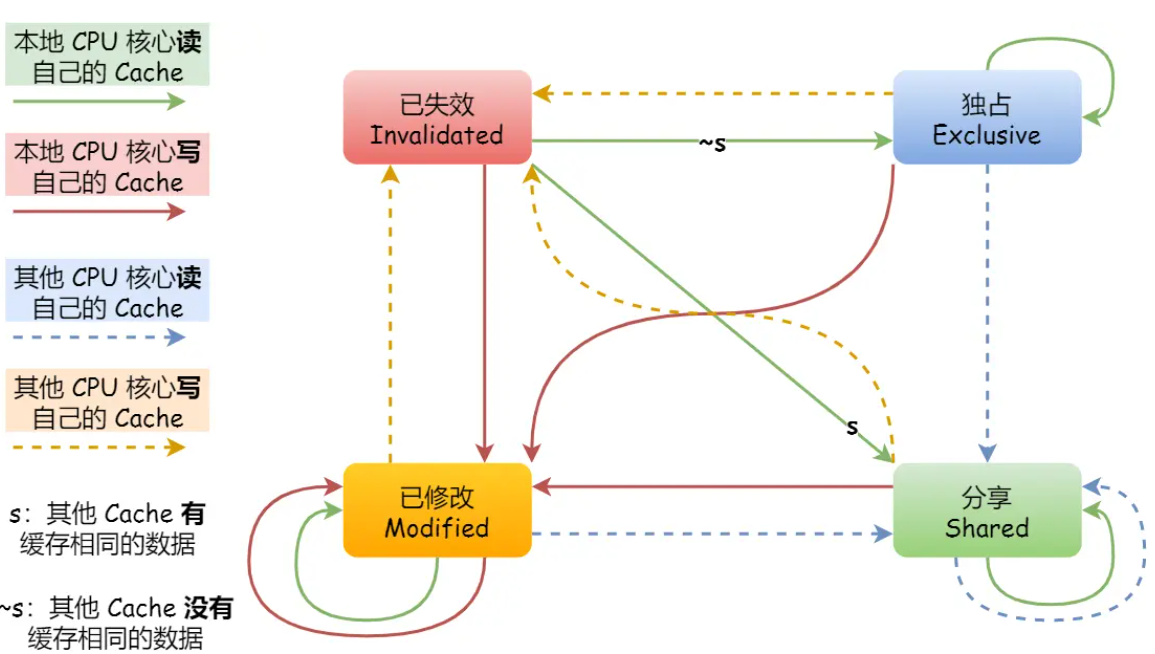 本地 CPU 核心读
自己的 Cache
本地 CPU 核心写
自己的 Cache
其他 CPU 核心读
自己的 Cache
其他 CPU 核心写
自己的 Cache
s：其他 Cache 有
缓存相同的数据
~s：其他 Cache 没有
缓存相同的数据
已失效
Invalidated
~s
独占
Exclusive
s
已修改
Modified
分享
Shared